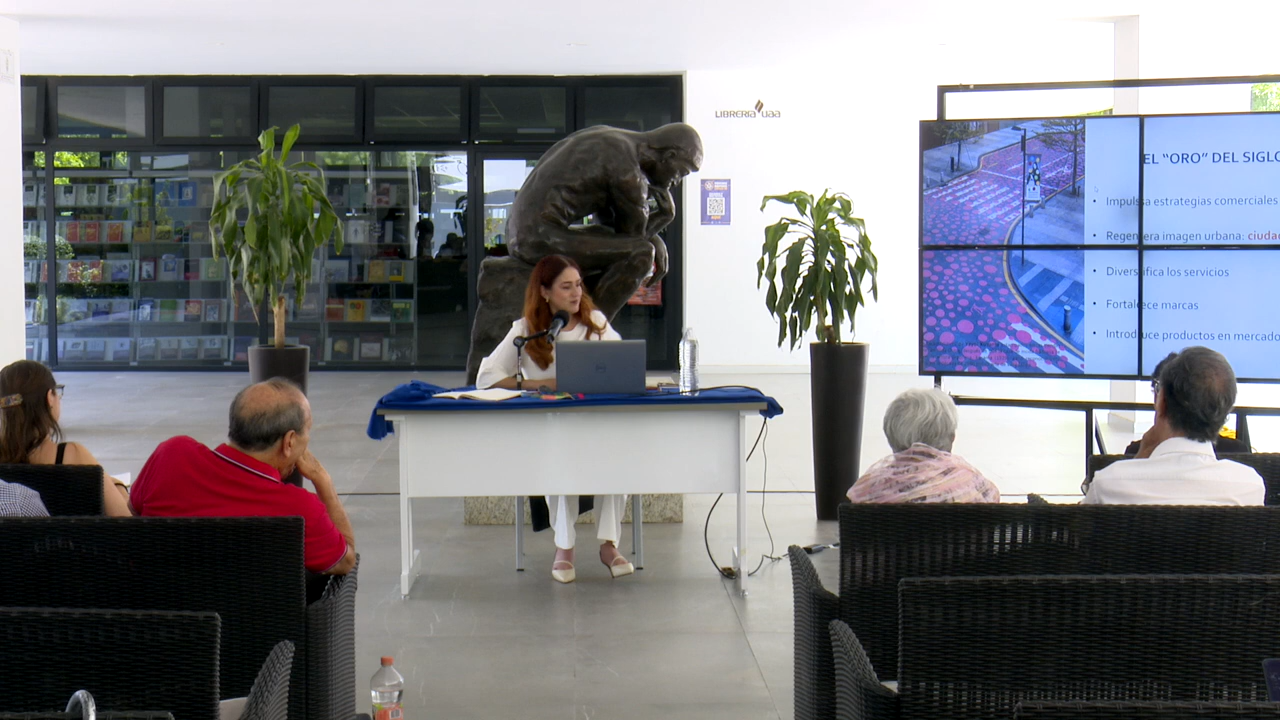 LIBRERÍA UAA
EL "ORO" DEL SIGLO
• Impulsa estrategias comerciales
• Regenera imagen urbana: ciudad
• Diversifica los servicios
• Fortalece marcas
• Introduce productos en mercado